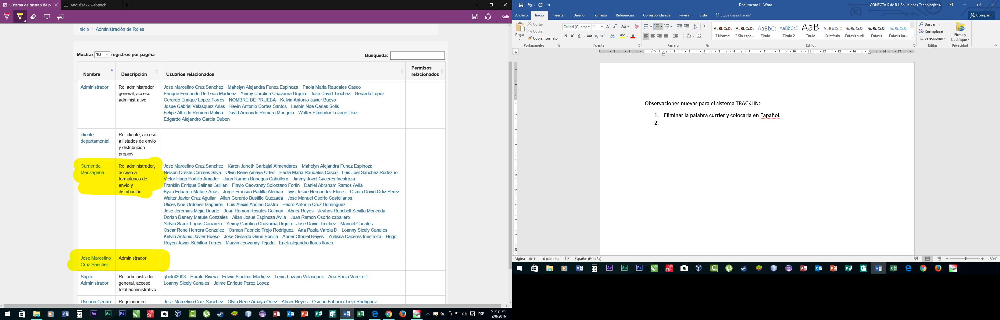 Sistema de rastreo de pa
Anguilar & webpack
Salir
Inicio / Administración de Roles
Mostrar 10 registros por página
Busqueda:
Nombre Descripción Usuarios relacionados Permisos relacionados
Administrador
Rol administrador
general, acceso
administrativo
Jose Marcelino Cruz Sanchez Mahelyn Alejandra Funez Espinoza Paola Maria Raudales Casco
Enrique Fernando De Leon Martinez Yeimy Carolina Chavarria Urquia Jose David Trochez Gerardo Lopez
Gerardo Enrique Lopez Torres NOMBRE DE PRUEBA Kelvin Antonio Javier Bueso
Josue Gabriel Velasquez Arias Kevin Antonio Cortes Santos Lesbin Noe Carias Solis
Felipe Alfredo Romero Molina David Armando Romero Munguia Walter Elixondor Lozano Diaz
Edgardo Alejandro Garcia Dubon
cliente
departamental
Rol cliente, acceso
a listados de envio
y distribución
propios
Currier de
Mensageria
Rol administrador,
acceso a
formularios de
envio y
distribución
Jose Marcelino Cruz Sanchez Karen Janeth Carbajal Almendares Mahelyn Alejandra Funez Espinoza
Nelson Oreste Canales Silva Olvin Rene Amaya Ortez Paola Maria Raudales Casco Luis Joel Sanchez Rodezno
Victor Hugo Portillo Amador Juan Ramon Banegas Caballero Jimmy Jovel Caceres Inestroza
Franklin Enrique Salinas Guillen Flavio Geovanny Solorzano Fortin Daniel Abraham Ramos Avila
Byan Eduardo Matute Arias Jorge Fransua Padilla Aleman Ivys Josue Hernandez Flores Osmin David Ortiz Perez
Walter Javier Cruz Aguilar Allan Gerardo Bustillo Quezada Jose Manuel Osorto Castellanos
Ulices Noe Ordoñez Izaguirre Luis Alexis Andino Castro Pedro Antonio Cruz Dominguez
Jose Jeremias Mejia Duarte Juan Ramon Rosales Colman Abner Reyes Jeahns Ruocbell Sevilla Moncada
Dorian Danery Matute Gonzales Allan Josue Espinoza Avila Juan Ramon Osorto caballero
Selvin Samir Lagos Carranza Yeimy Carolina Chavarria Urquia Jose David Trochez Manuel Canales
Oscar Rene Herrera Gonzalez Osman Fabricio Trejo Rodriguez Ana Paola Varela D Loanny Sicely Canales
Kelvin Antonio Javier Bueso Jose Gerardo Giron Bonilla Abner Otoniel Reyes Yullissa Caceres Inestroza Hugo
Royen Javier Sabillon Torres Marvin Jeovanny Tejada Erick alejandro flores flores
Jose Marcelino
Cruz Sanchez
Administrador
Super
Administrador
Rol administrador
general, acceso
total administrativo
gbelot2003 Harold Rivera Edwin Bladimir Martinez Lenin Lozano Velasquez Ana Paola Varela D
Loanny Sicely Canales Jaime Enrique Perez Lopez
Usuario Centro Regulador en Jose Marcelino Cruz Sanchez Olvin Rene Amaya Ortez Abner Reyes Osman Fabricio Trejo Rodriguez
ESP
5:36 p. m.
2/8/2016
Documento1 - Word
CONECTA S de R L Soluciones Tecnologicas.
Archivo Inicio Insertar Diseño Formato Referencias Correspondencia Revisar Vista ¿Qué desea hacer? Compartir
Pegar
Cortar
Copiar
Copiar formato
Portapapeles
Calibri (Cuerpo 11
N K S abc x₂ x²
Fuente
Párrafo
AaBbCcDc AaBbCcDc AaBbC AaBbCcD AaB AaBbCcD AaBbCcDc AaBbCcDc AaBbCcDc
¶ Normal ¶ Sin espa... Título 1 Título 2 Título Subtítulo Énfasis sutil Énfasis Énfasis int...
Estilos
Buscar
Reemplazar
Seleccionar
Editar
Firme y
Codifique
Privacidad
Observaciones nuevas para el sistema TRACKHN:
1. Eliminar la palabra currier y colocarla en Eapañol.
2.
Página 1 de 1 16 palabras Español (España) 130 %